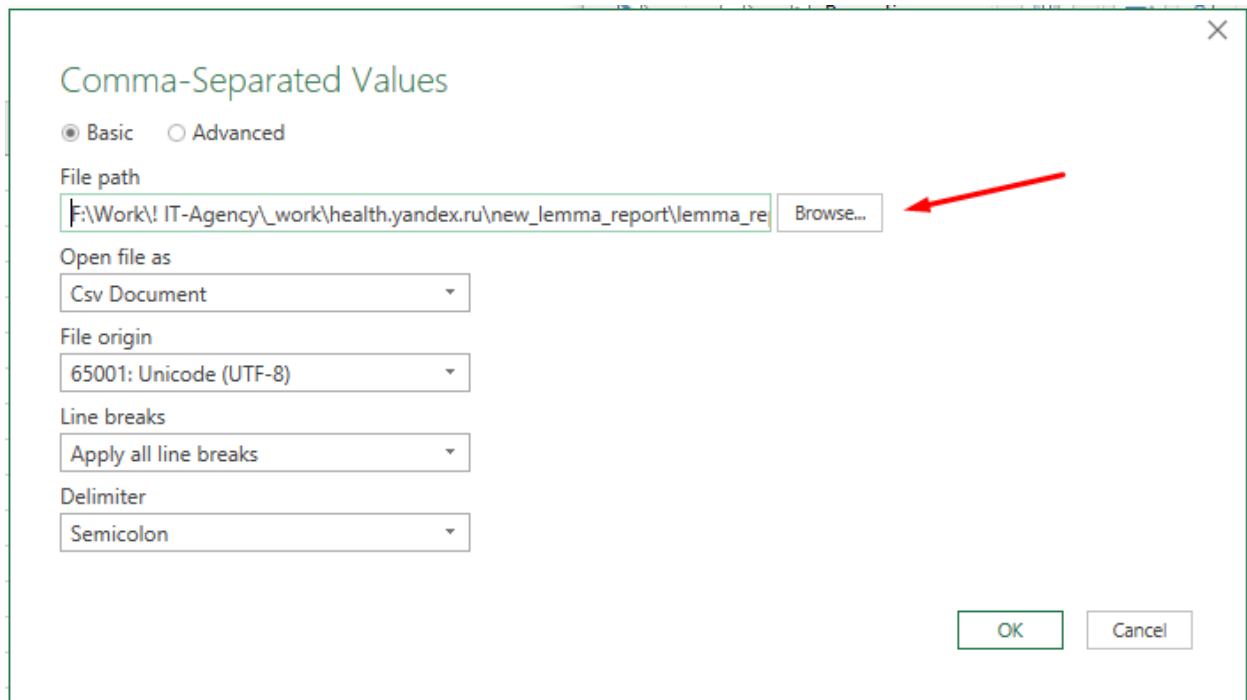 Comma-Separated Values
Basic Advanced
File path
F:\Work\! IT-Agency\_work\health.yandex.ru\new_lemma_report\lemma_re Browse...
Open file as
Csv Document
File origin
65001: Unicode (UTF-8)
Line breaks
Apply all line breaks
Delimiter
Semicolon
OK Cancel